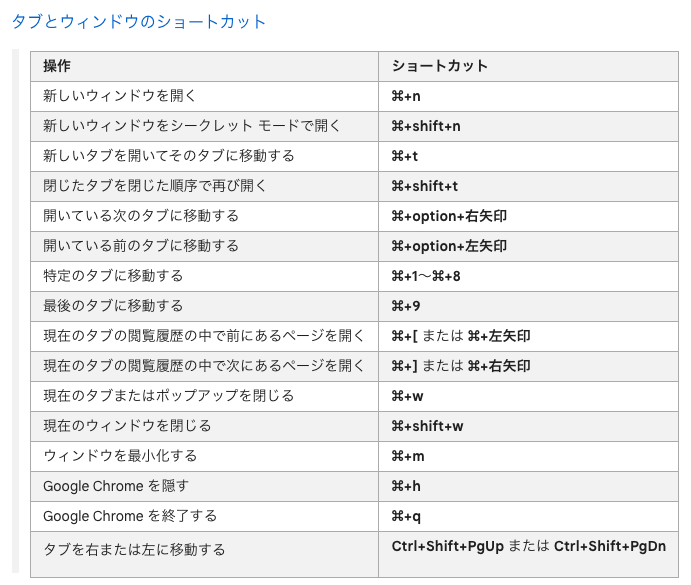 タブとウィンドウのショートカット
操作 ショートカット
新しいウィンドウを開く ⌘+n
新しいウィンドウをシークレット モードで開く ⌘+shift+n
新しいタブを開いてそのタブに移動する ⌘+t
閉じたタブを閉じた順序で再び開く ⌘+shift+t
開いている次のタブに移動する ⌘+option+右矢印
開いている前のタブに移動する ⌘+option+左矢印
特定のタブに移動する ⌘+1～⌘+8
最後のタブに移動する ⌘+9
現在のタブの閲覧履歴の中で前にあるページを開く ⌘+[ または ⌘+左矢印
現在のタブの閲覧履歴の中で次にあるページを開く ⌘+] または ⌘+右矢印
現在のタブまたはポップアップを閉じる ⌘+w
現在のウィンドウを閉じる ⌘+shift+w
ウィンドウを最小化する ⌘+m
Google Chrome を隠す ⌘+h
Google Chrome を終了する ⌘+q
タブを右または左に移動する Ctrl+Shift+PgUp または Ctrl+Shift+PgDn